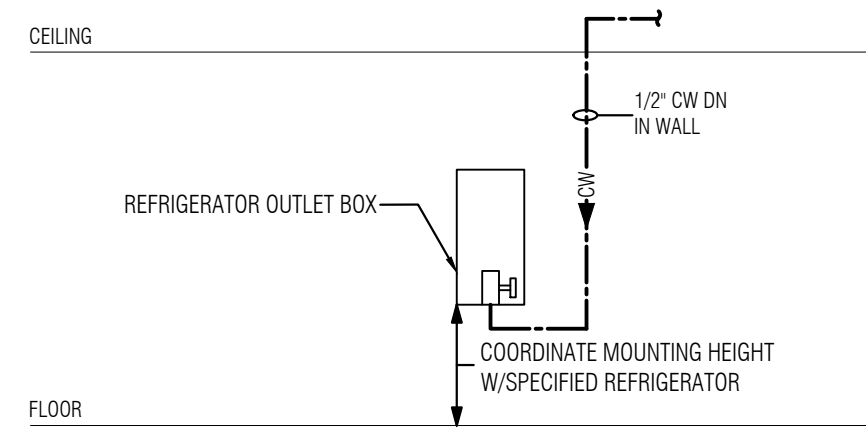 CEILING
1/2" CW DN
IN WALL
CW
REFRIGERATOR OUTLET BOX
COORDINATE MOUNTING HEIGHT
W/SPECIFIED REFRIGERATOR
FLOOR